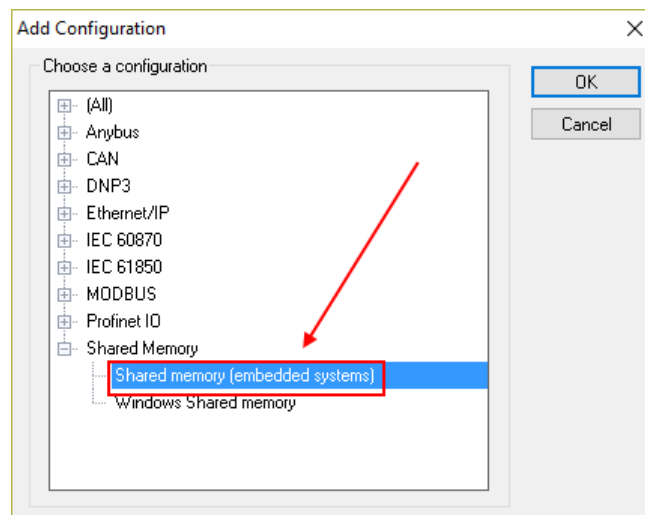 Add Configuration
Choose a configuration
OK
Cancel
(All)
Anybus
CAN
DNP3
Ethernet/IP
IEC 60870
IEC 61850
MODBUS
Profinet IO
Shared Memory
Shared memory (embedded systems)
Windows Shared memory